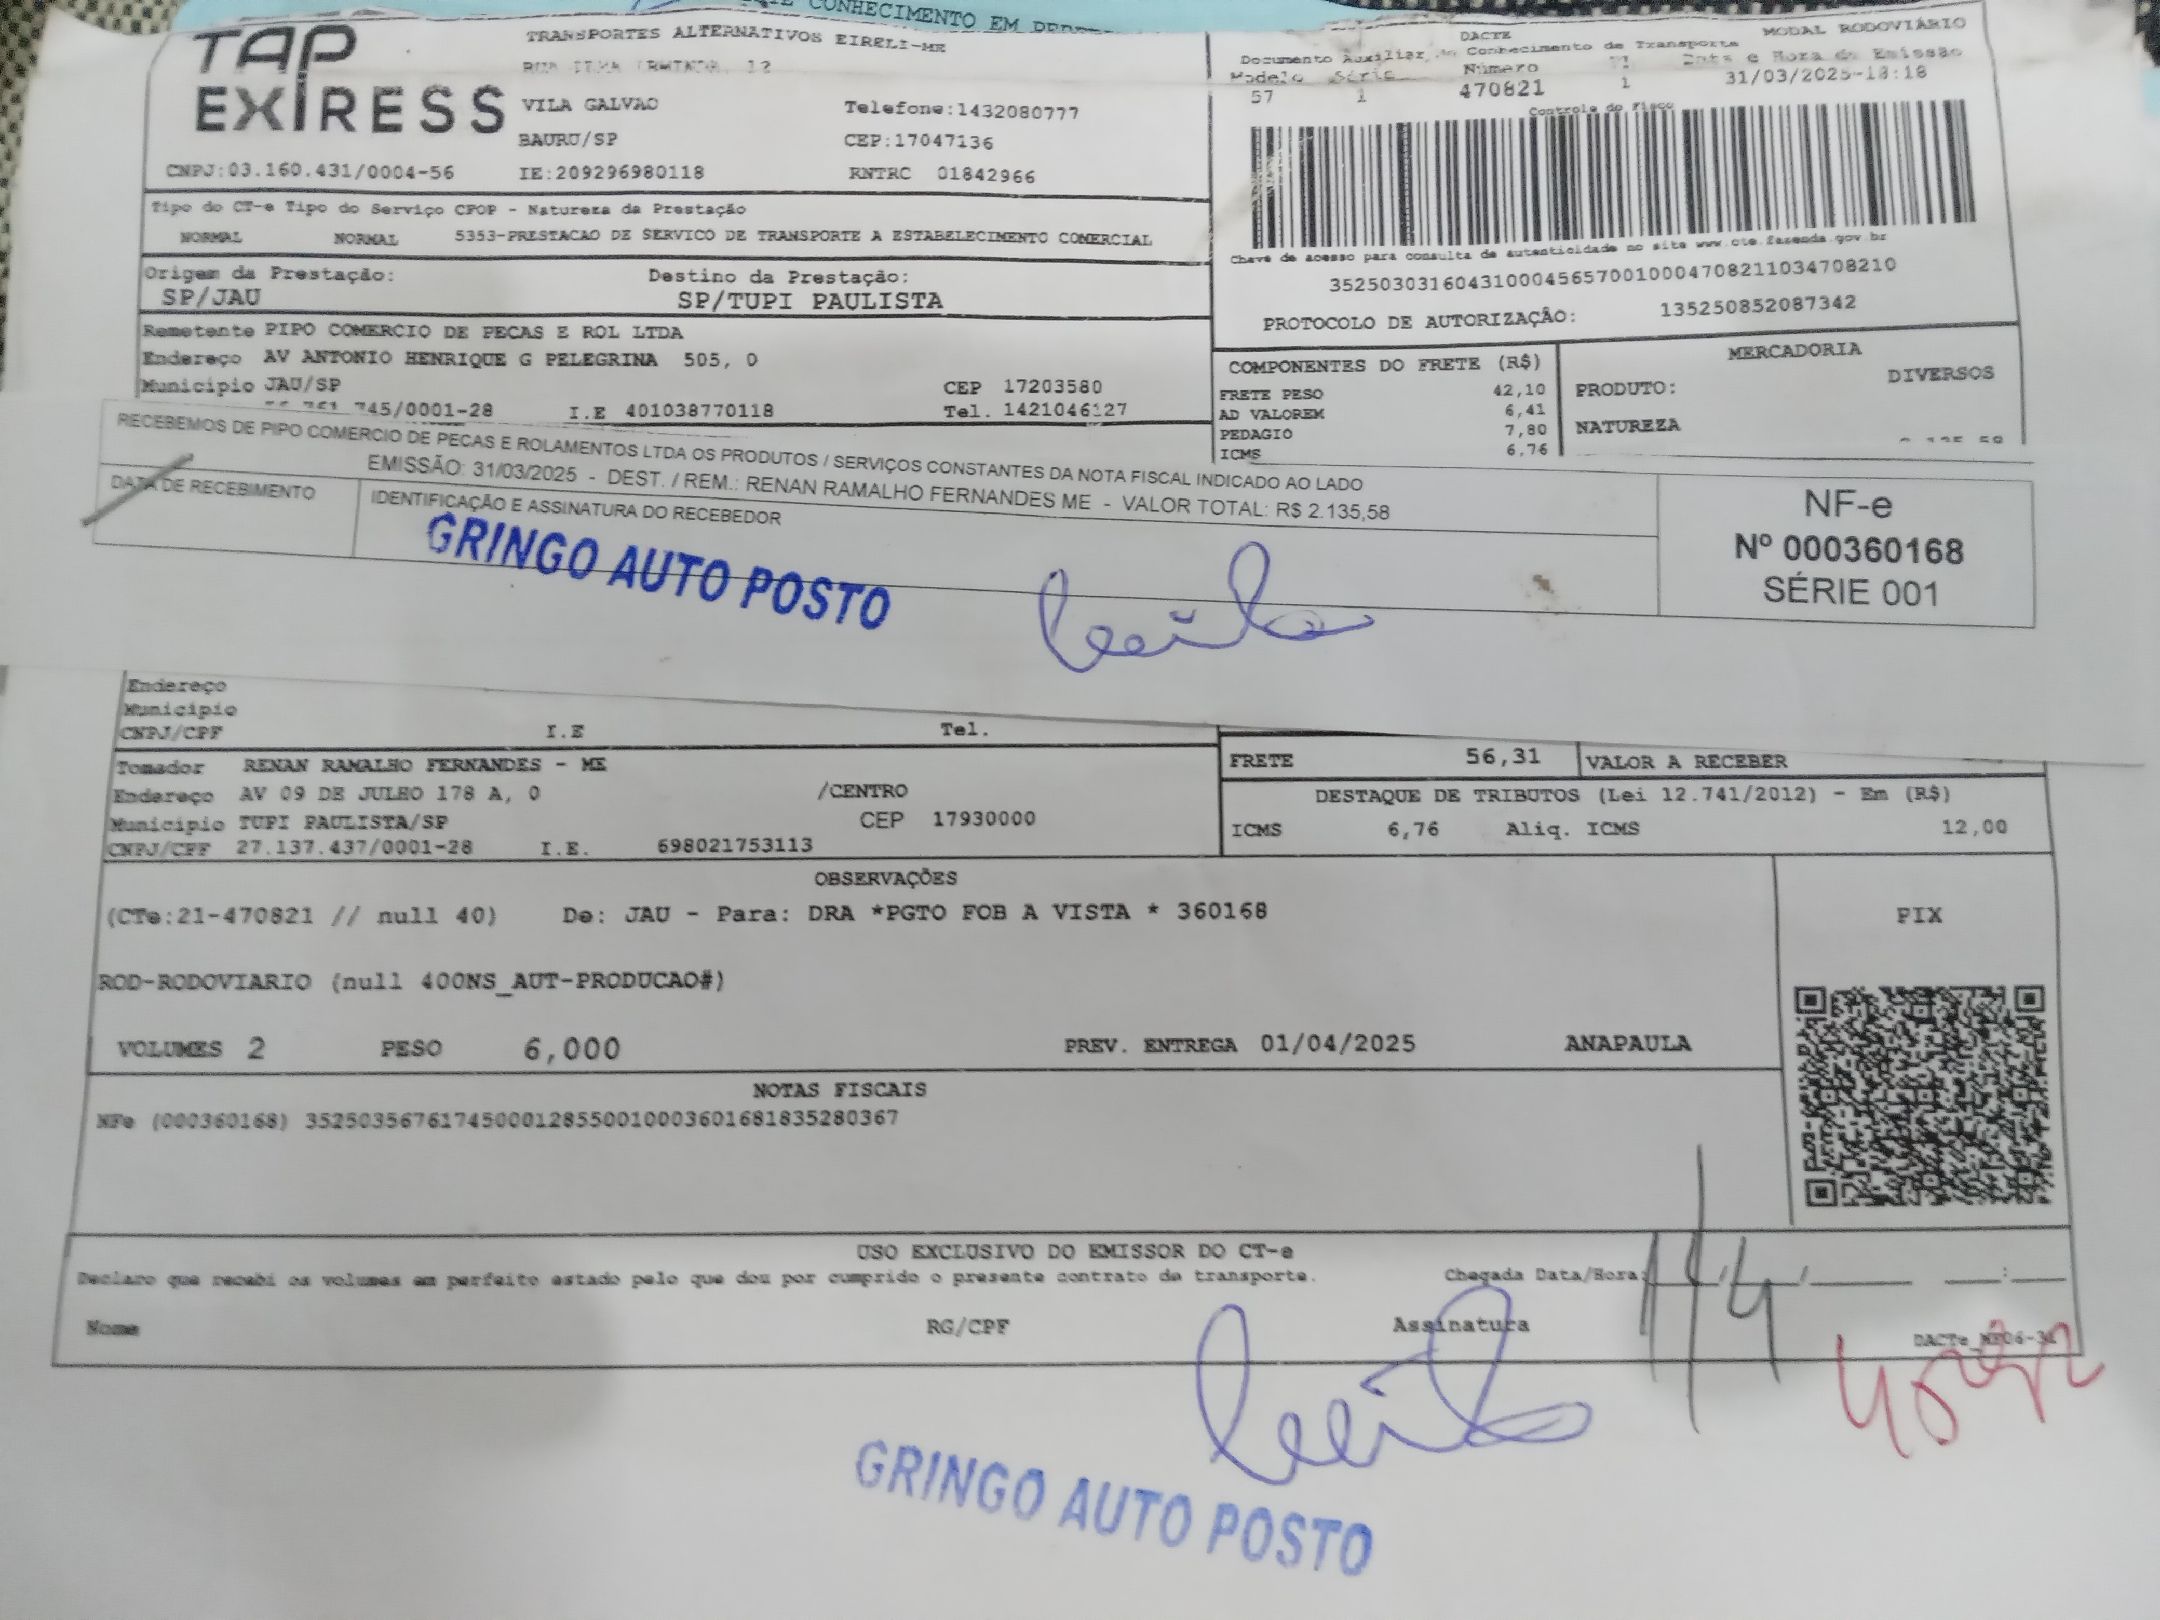 CONHECIMENTO EM
TAP EXPRESS
TRANSPORTES ALTERNATIVOS EIRELI-ME
12
VILA GALVAO Telefone:1432080777
BAURU/SP CEP:17047136
CNPJ:03.160.431/0004-56 IE:209296980118 RNTRC 01842966
DACTE MODAL RODOVIÁRIO
Documento Auxiliar do Conhecimento de Transporte
Modelo Série Número Data e Hora de Emissão
57 1 470821 1 31/03/2025-18:18
Controle do Fisco
Chave de acesso para consulta de autenticidade no site www.cte.fazenda.gov.br
35250303160431000456570010004708211034708210
PROTOCOLO DE AUTORIZAÇÃO: 135250852087342
Tipo do CT-e Tipo do Serviço CFOP - Natureza da Prestação
NORMAL NORMAL 5353-PRESTACAO DE SERVICO DE TRANSPORTE A ESTABELECIMENTO COMERCIAL
Origem da Prestação: Destino da Prestação:
SP/JAU SP/TUPI PAULISTA
Remetente PIPO COMERCIO DE PECAS E ROL LTDA
Endereço AV ANTONIO HENRIQUE G PELEGRINA 505, 0
Município JAU/SP CEP 17203580
745/0001-28 I.E 401038770118 Tel. 1421046127
COMPONENTES DO FRETE (R$)
FRETE PESO 42,10
AD VALOREM 6,41
PEDAGIO 7,80
ICMS 6,76
MERCADORIA
PRODUTO: DIVERSOS
NATUREZA
RECEBEMOS DE PIPO COMERCIO DE PECAS E ROLAMENTOS LTDA OS PRODUTOS / SERVIÇOS CONSTANTES DA NOTA FISCAL INDICADO AO LADO
EMISSÃO: 31/03/2025 - DEST. / REM.: RENAN RAMALHO FERNANDES ME - VALOR TOTAL: R$ 2.135,58
DATA DE RECEBIMENTO IDENTIFICAÇÃO E ASSINATURA DO RECEBEDOR
GRINGO AUTO POSTO
NF-e
Nº 000360168
SÉRIE 001
Endereço
Município
CNPJ/CPF I.E Tel.
Tomador RENAN RAMALHO FERNANDES - ME
Endereço AV 09 DE JULHO 178 A, 0 /CENTRO
Município TUPI PAULISTA/SP CEP 17930000
CNPJ/CPF 27.137.437/0001-28 I.E. 698021753113
FRETE 56,31 VALOR A RECEBER
DESTAQUE DE TRIBUTOS (Lei 12.741/2012) - Em (R$)
ICMS 6,76 Aliq. ICMS 12,00
OBSERVAÇÕES
(CTe:21-470821 // null 40) De: JAU - Para: DRA *PGTO FOB A VISTA * 360168
ROD-RODOVIARIO (null 400NS_AUT-PRODUCAO#)
PIX
VOLUMES 2 PESO 6,000 PREV. ENTREGA 01/04/2025 ANAPAULA
NOTAS FISCAIS
NFe (000360168) 35250356761745000128550010003601681835280367
USO EXCLUSIVO DO EMISSOR DO CT-e
Declaro que recebi os volumes em perfeito estado pelo que dou por cumprido o presente contrato de transporte. Chegada Data/Hora:
1/4
Nome RG/CPF Assinatura
GRINGO AUTO POSTO